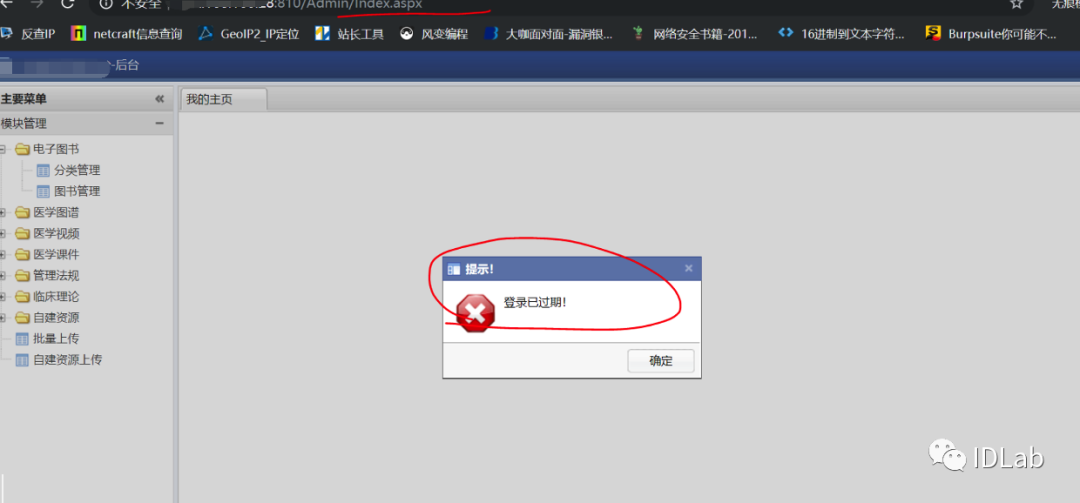 不安全
:810/Admin/Index.aspx
反查IP netcraft信息查询 GeoIP2_IP定位 站长工具 风变编程 大咖面对面-漏洞银... 网络安全书籍-201... 16进制到文本字符... Burpsuite你可能不...
-后台
主要菜单
我的主页
模块管理
电子图书
分类管理
图书管理
医学图谱
医学视频
医学课件
管理法规
临床理论
自建资源
批量上传
自建资源上传
提示!
登录已过期!
确定
IDLab